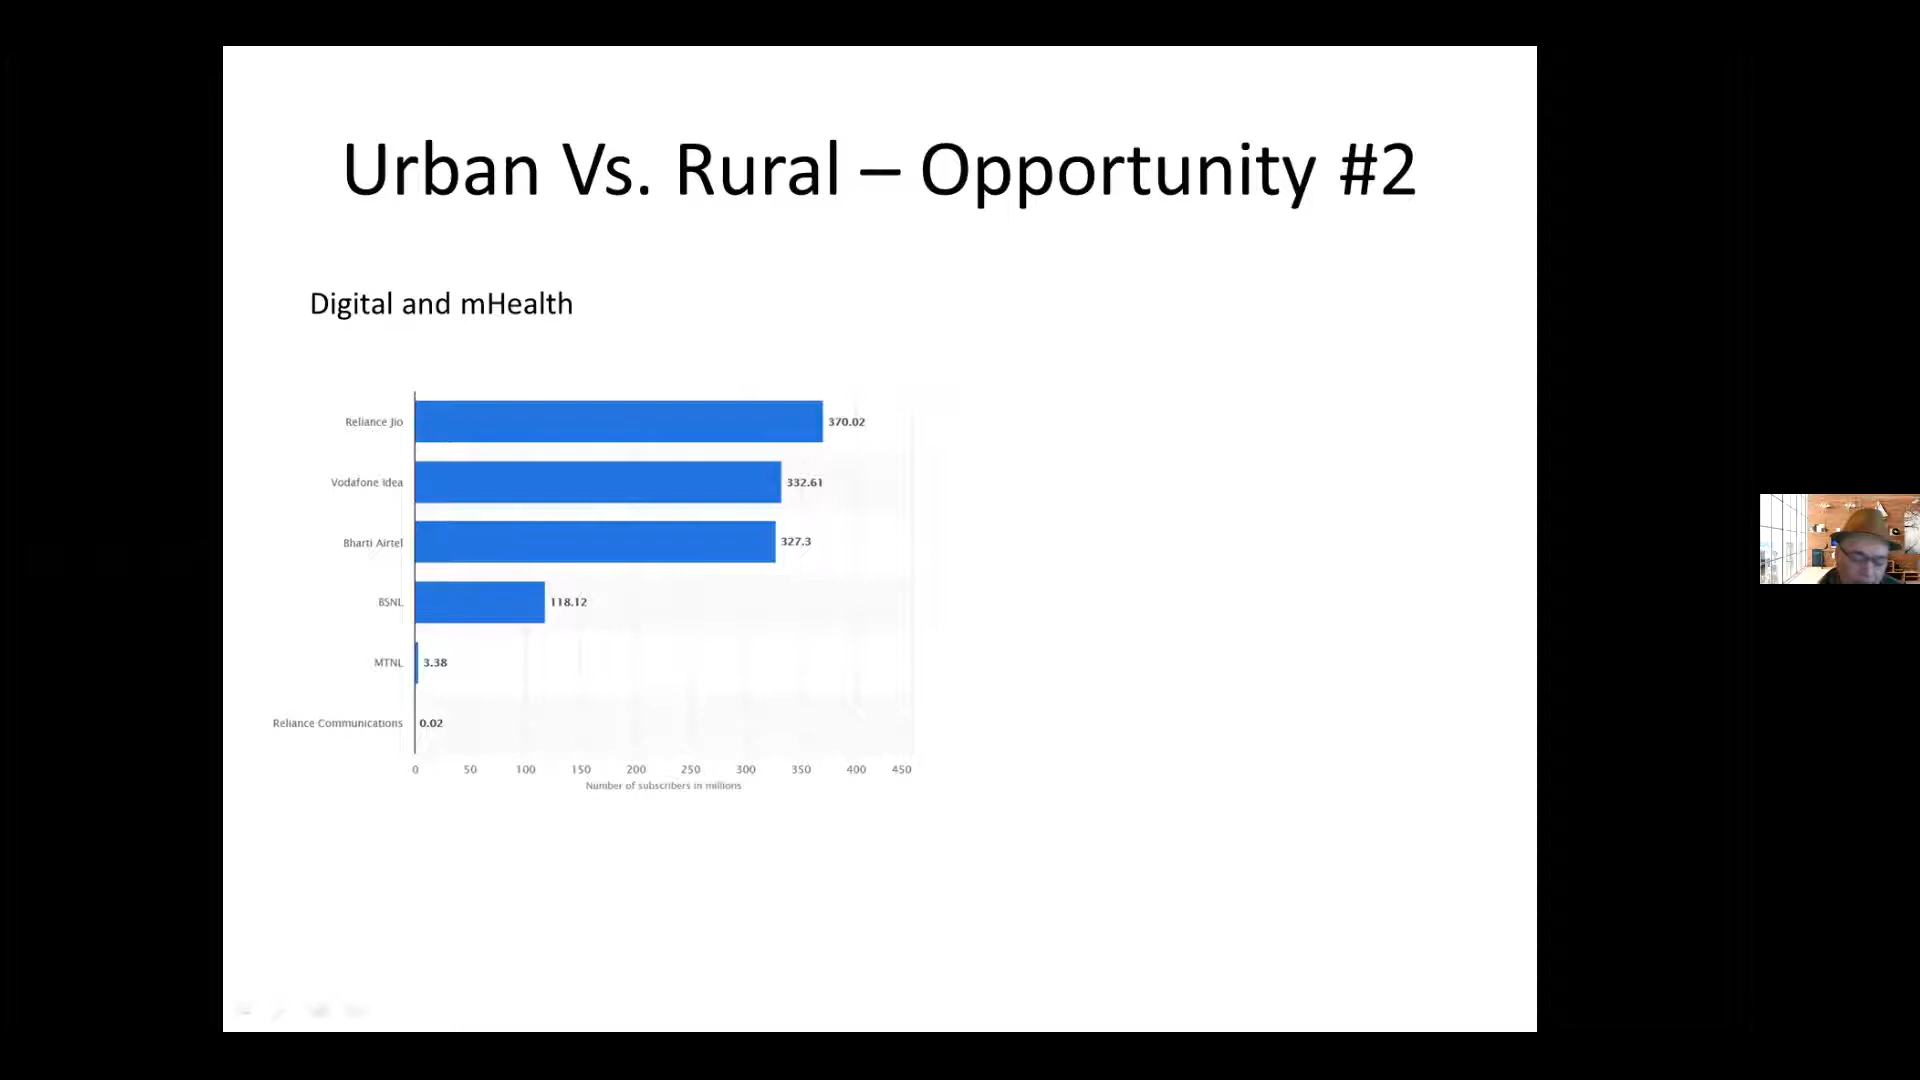 Urban Vs. Rural – Opportunity #2
Digital and mHealth
Reliance Jio 370.02
Vodafone Idea 332.61
Bharti Airtel 327.3
BSNL 118.12
MTNL 3.38
Reliance Communications 0.02
0 50 100 150 200 250 300 350 400 450
Number of subscribers in millions